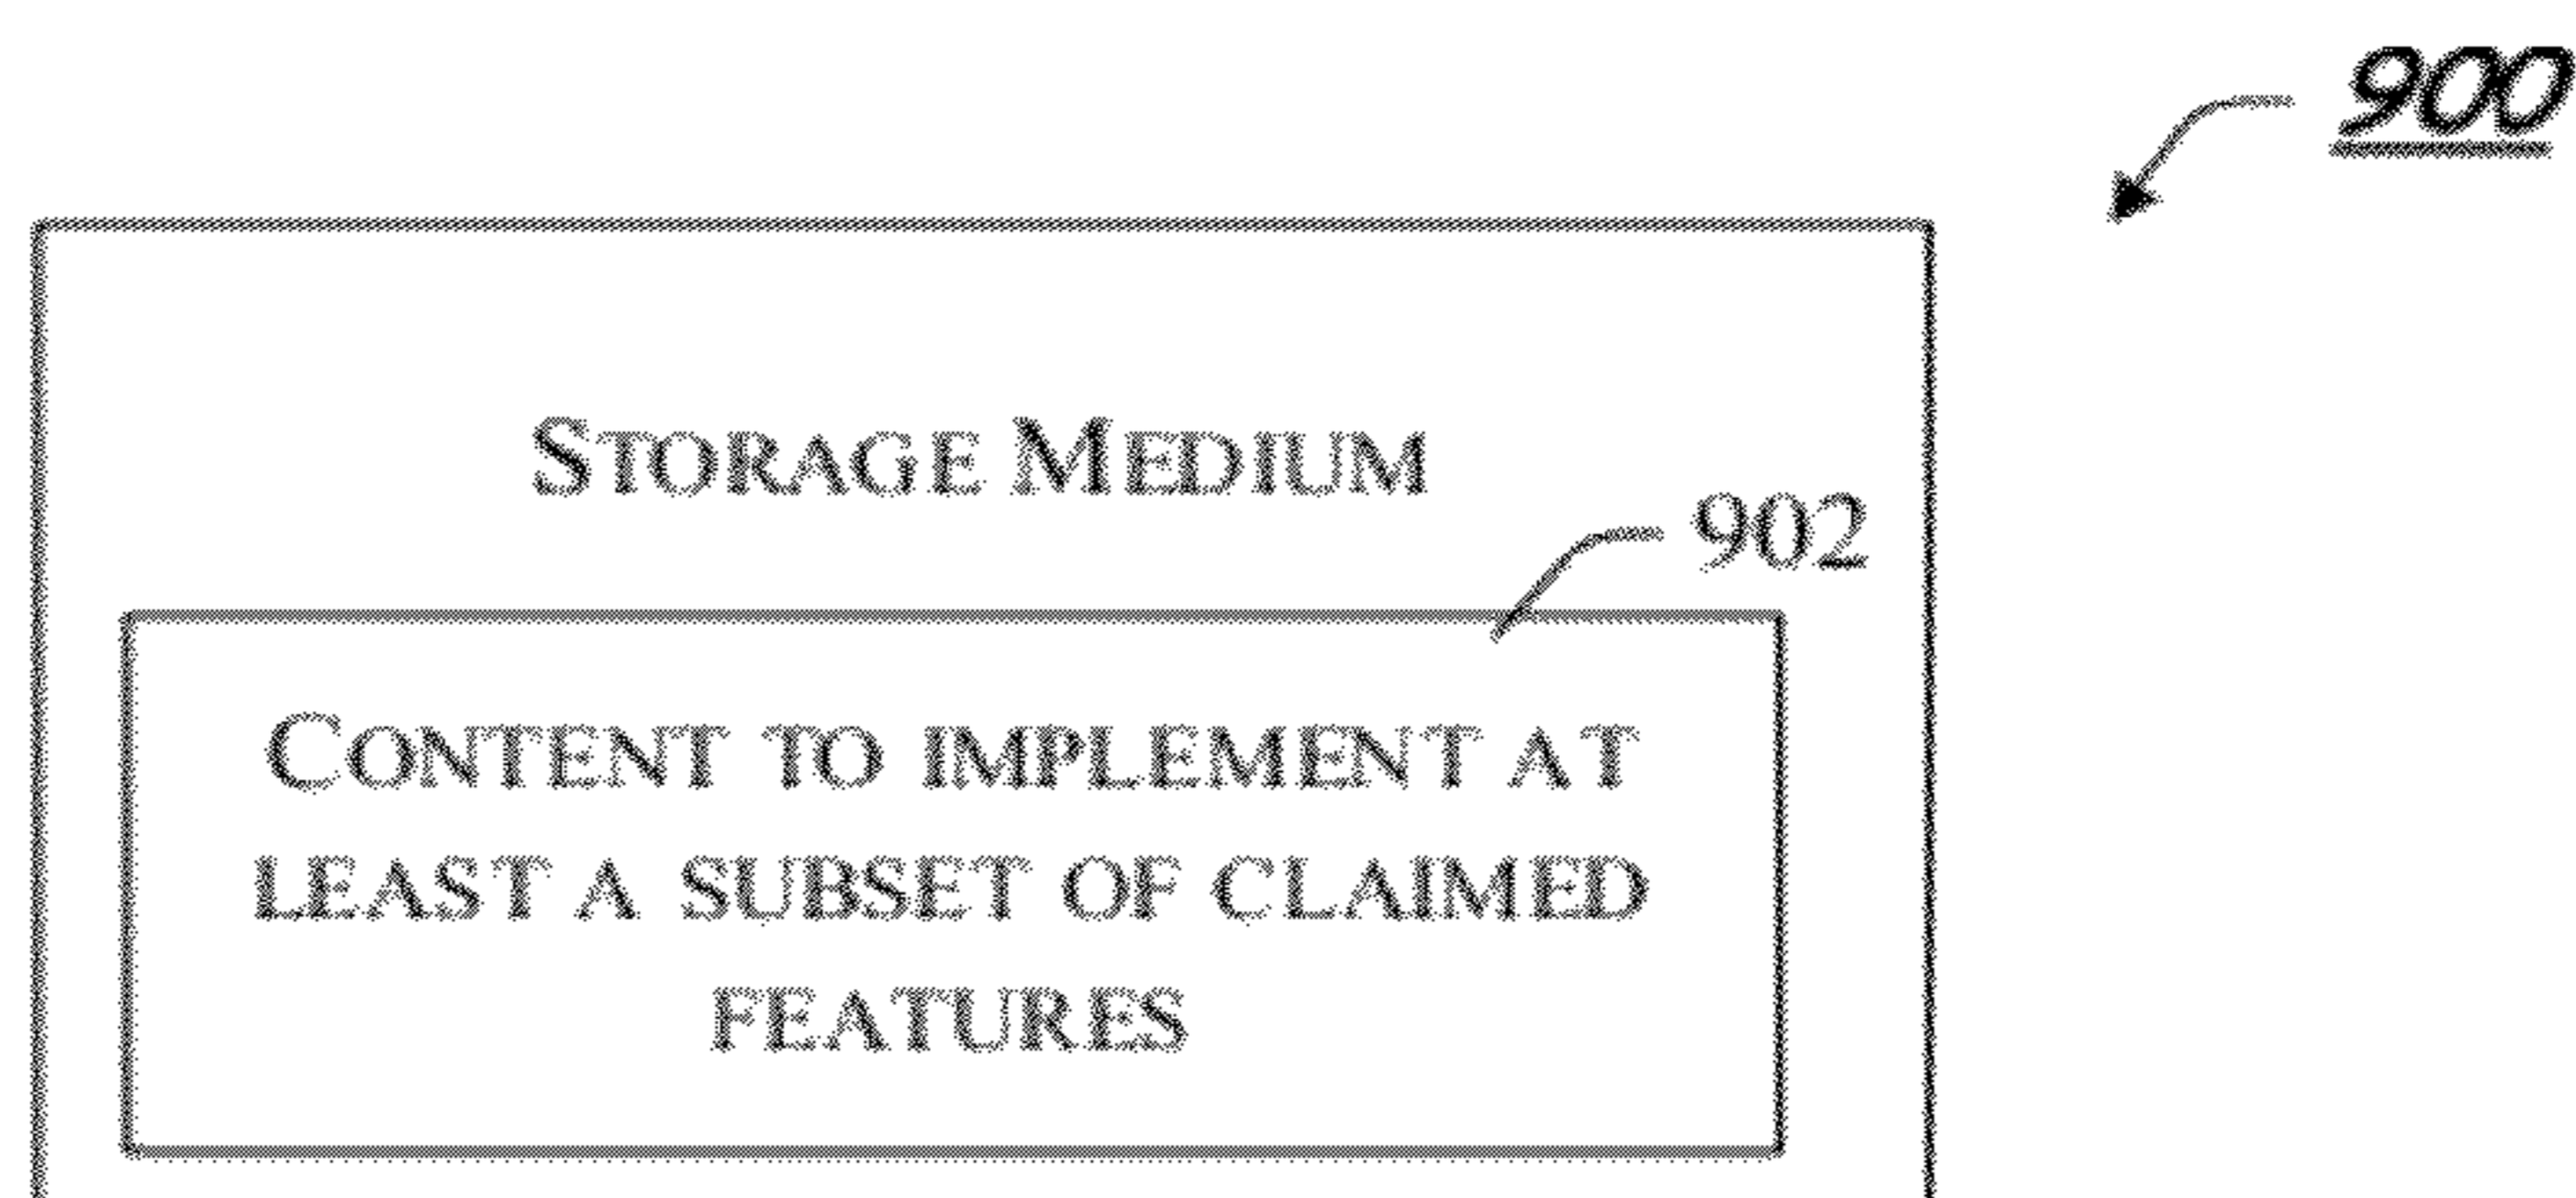 900
STORAGE MEDIUM
902
CONTENT TO IMPLEMENT AT
LEAST A SUBSET OF CLAIMED
FEATURES